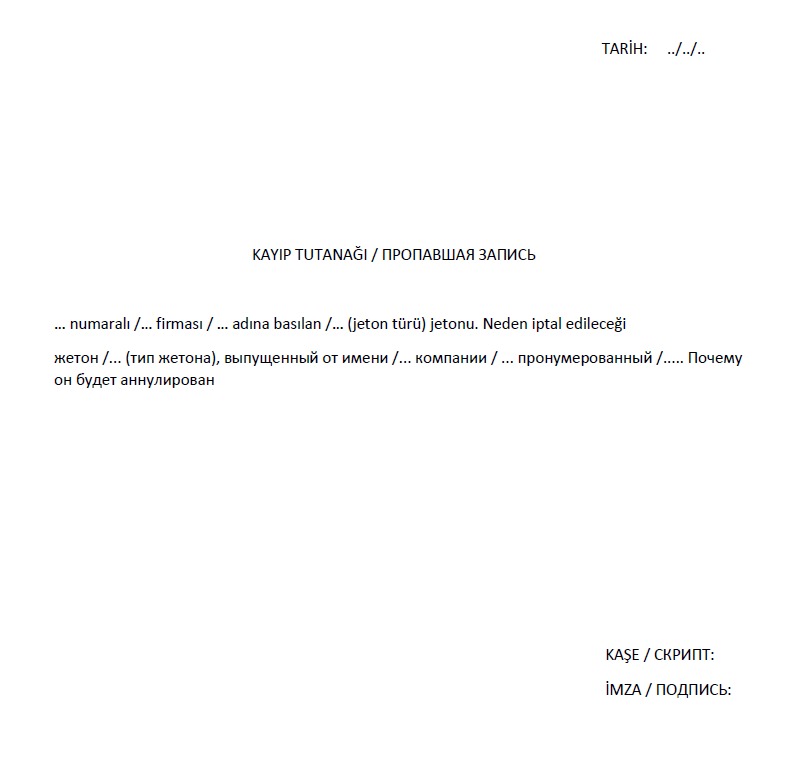 TARİH: ../../..
KAYIP TUTANAĞI / ПРОПАВШАЯ ЗАПИСЬ
... numaralı /... firması / ... adına basılan /... (jeton türü) jetonu. Neden iptal edileceği
жетон /... (тип жетона), выпущенный от имени /... компании / ... пронумерованный /..... Почему
он будет аннулирован
KAŞE / СКРИПТ:
İMZA / ПОДПИСЬ: